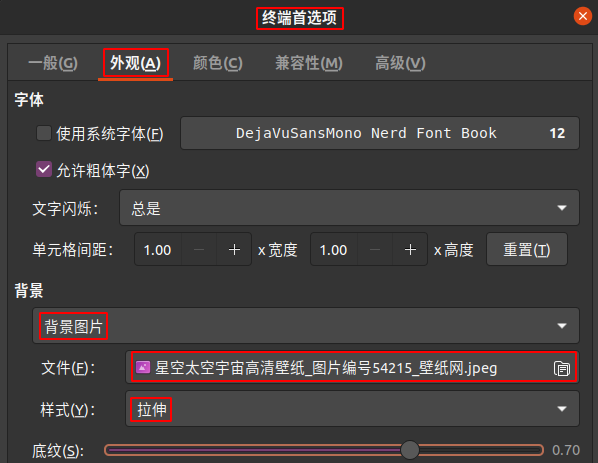 终端首选项
一般(G) 外观(A) 颜色(C) 兼容性(M) 高级(V)
字体
使用系统字体(F) DejaVuSansMono Nerd Font Book 12
允许粗体字(X)
文字闪烁: 总是
单元格间距: 1.00 − + x 宽度 1.00 − + x 高度 重置(T)
背景
背景图片
文件(F): 星空太空宇宙高清壁纸_图片编号54215_壁纸网.jpeg
样式(Y): 拉伸
底纹(S): 0.70